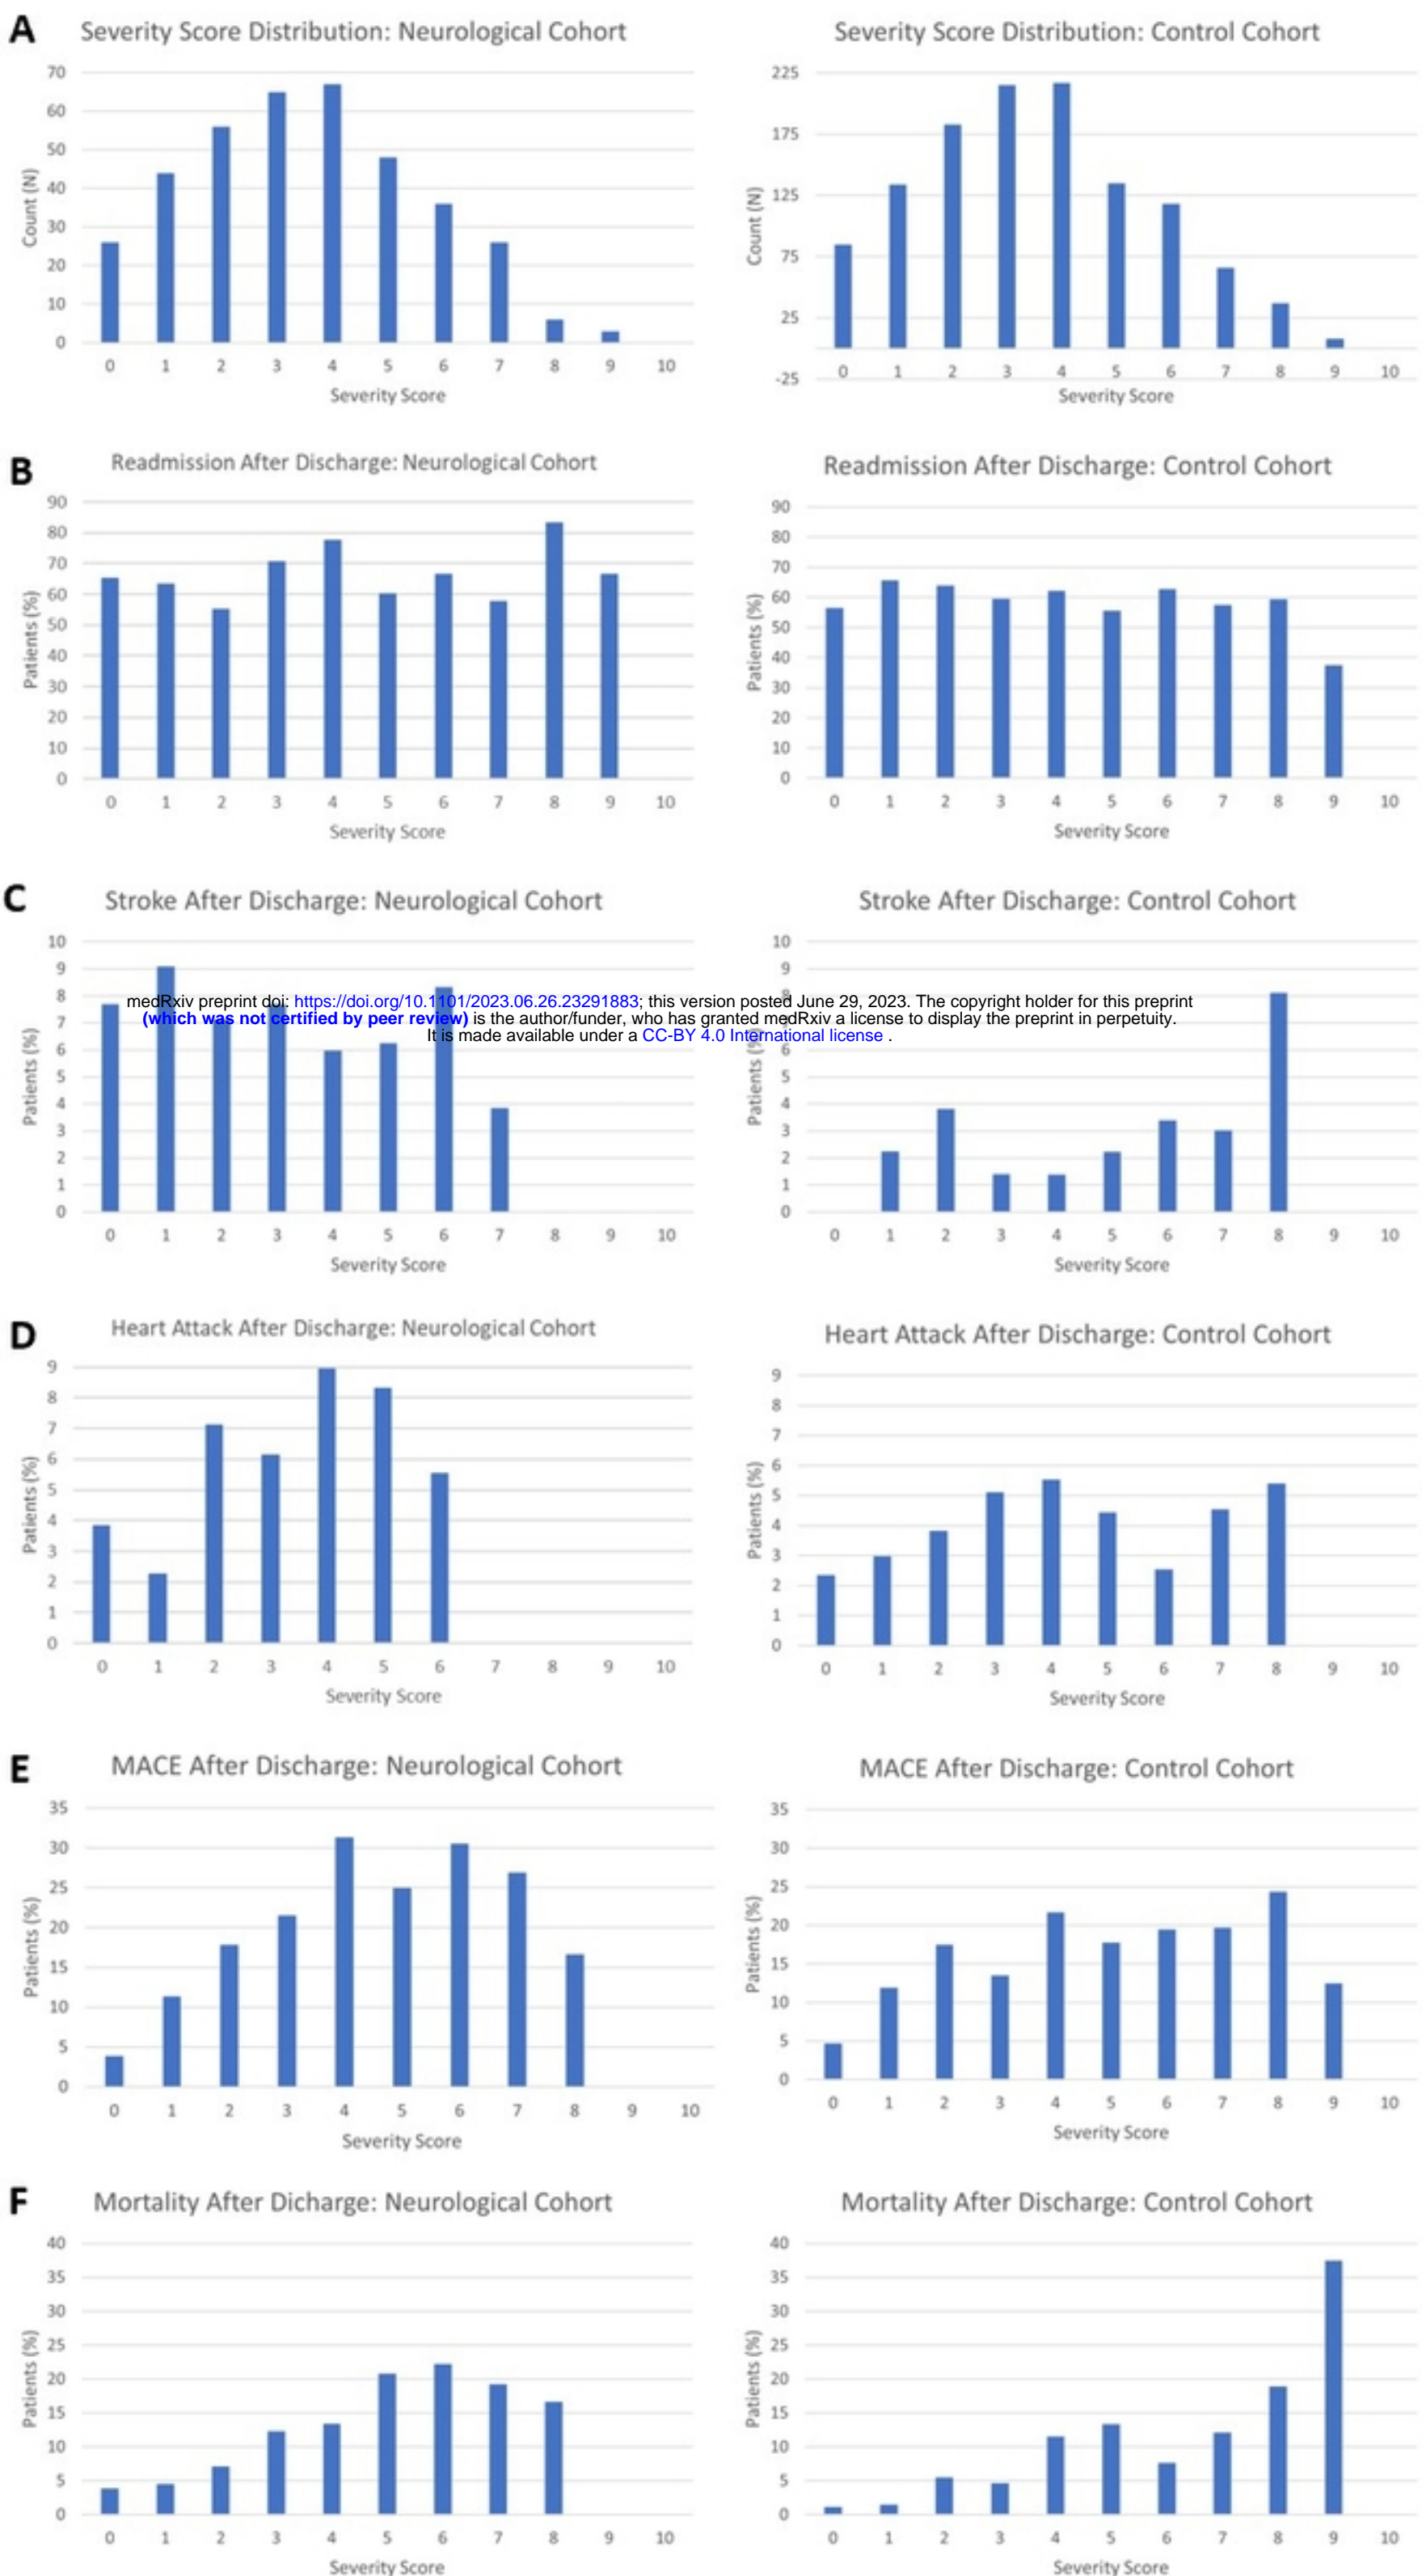 A
Severity Score Distribution: Neurological Cohort
70
60
50
40
30
20
10
0
Count (N)
0 1 2 3 4 5 6 7 8 9 10
Severity Score
Severity Score Distribution: Control Cohort
225
175
125
75
25
-25
Count (N)
0 1 2 3 4 5 6 7 8 9 10
Severity Score
B
Readmission After Discharge: Neurological Cohort
90
80
70
60
50
40
30
20
10
0
Patients (%)
0 1 2 3 4 5 6 7 8 9 10
Severity Score
Readmission After Discharge: Control Cohort
90
80
70
60
50
40
30
20
10
0
Patients (%)
0 1 2 3 4 5 6 7 8 9 10
Severity Score
C
Stroke After Discharge: Neurological Cohort
10
9
8
7
6
5
4
3
2
1
0
Patients (%)
0 1 2 3 4 5 6 7 8 9 10
Severity Score
Stroke After Discharge: Control Cohort
10
9
6
5
4
3
2
1
0
Patients (%)
0 1 2 3 4 5 6 7 8 9 10
Severity Score
medRxiv preprint doi: https://doi.org/10.1101/2023.06.26.23291883; this version posted June 29, 2023. The copyright holder for this preprint
(which was not certified by peer review) is the author/funder, who has granted medRxiv a license to display the preprint in perpetuity.
It is made available under a CC-BY 4.0 International license .
D
Heart Attack After Discharge: Neurological Cohort
9
8
7
6
5
4
3
2
1
0
Patients (%)
0 1 2 3 4 5 6 7 8 9 10
Severity Score
Heart Attack After Discharge: Control Cohort
9
8
7
6
5
4
3
2
1
0
Patients (%)
0 1 2 3 4 5 6 7 8 9 10
Severity Score
E
MACE After Discharge: Neurological Cohort
35
30
25
20
15
10
5
0
Patients (%)
0 1 2 3 4 5 6 7 8 9 10
Severity Score
MACE After Discharge: Control Cohort
35
30
25
20
15
10
5
0
Patients (%)
0 1 2 3 4 5 6 7 8 9 10
Severity Score
F
Mortality After Dicharge: Neurological Cohort
40
35
30
25
20
15
10
5
0
Patients (%)
0 1 2 3 4 5 6 7 8 9 10
Severity Score
Mortality After Discharge: Control Cohort
40
35
30
25
20
15
10
5
0
Patients (%)
0 1 2 3 4 5 6 7 8 9 10
Severity Score